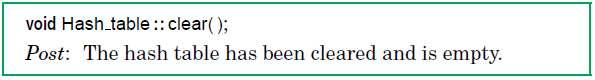 void Hash_table :: clear( );
Post: The hash table has been cleared and is empty.